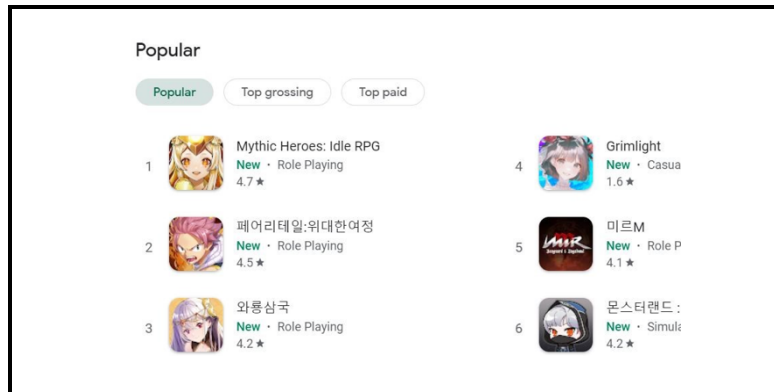 Popular
Popular
Top grossing
Top paid
1
Mythic Heroes: Idle RPG
New · Role Playing
4.7 ★
2
페어리테일:위대한여정
New · Role Playing
4.5 ★
3
와룡삼국
New · Role Playing
4.2 ★
4
Grimlight
New · Casua
1.6 ★
5
MIR
미르M
New · Role P
4.1 ★
6
몬스터랜드 :
New · Simula
4.2 ★